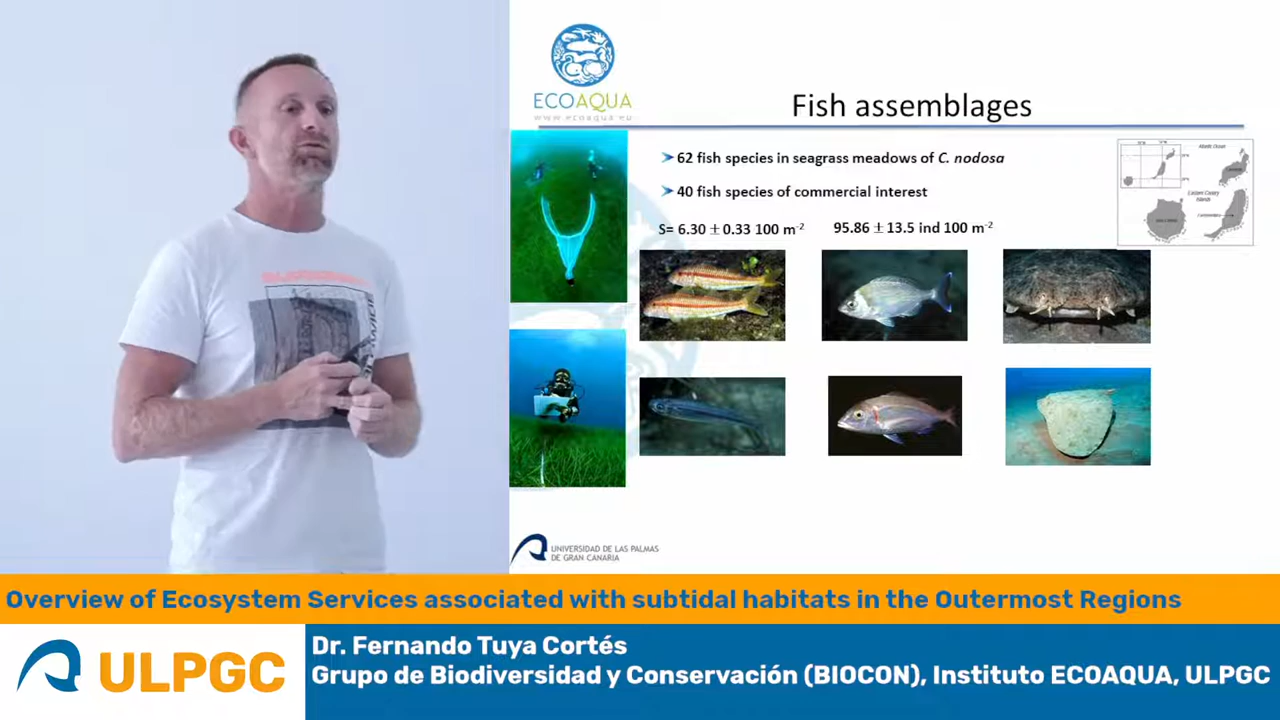 ECOAQUA
www.ecoaqua.eu
Fish assemblages
62 fish species in seagrass meadows of C. nodosa
40 fish species of commercial interest
S= 6.30 ± 0.33 100 m-2
95.86 ± 13.5 ind 100 m-2
Atlantic Ocean
UNIVERSIDAD DE LAS PALMAS
DE GRAN CANARIA
Overview of Ecosystem Services associated with subtidal habitats in the Outermost Regions
ULPGC
Dr. Fernando Tuya Cortés
Grupo de Biodiversidad y Conservación (BIOCON), Instituto ECOAQUA, ULPGC